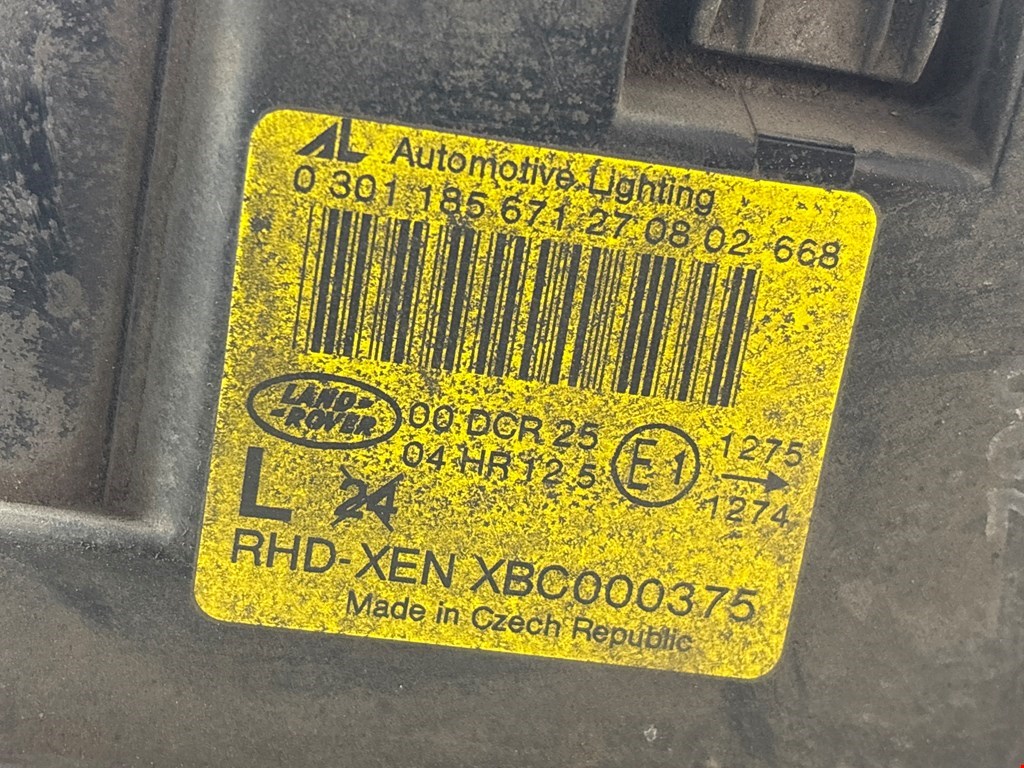 AL Automotive Lighting
0 301 185 671 27 08 02 668
LAND-
-ROVER
00 DCR 25
04 HR 12,5
E1
1275
1274
L 24
RHD-XEN XBC000375
Made in Czech Republic